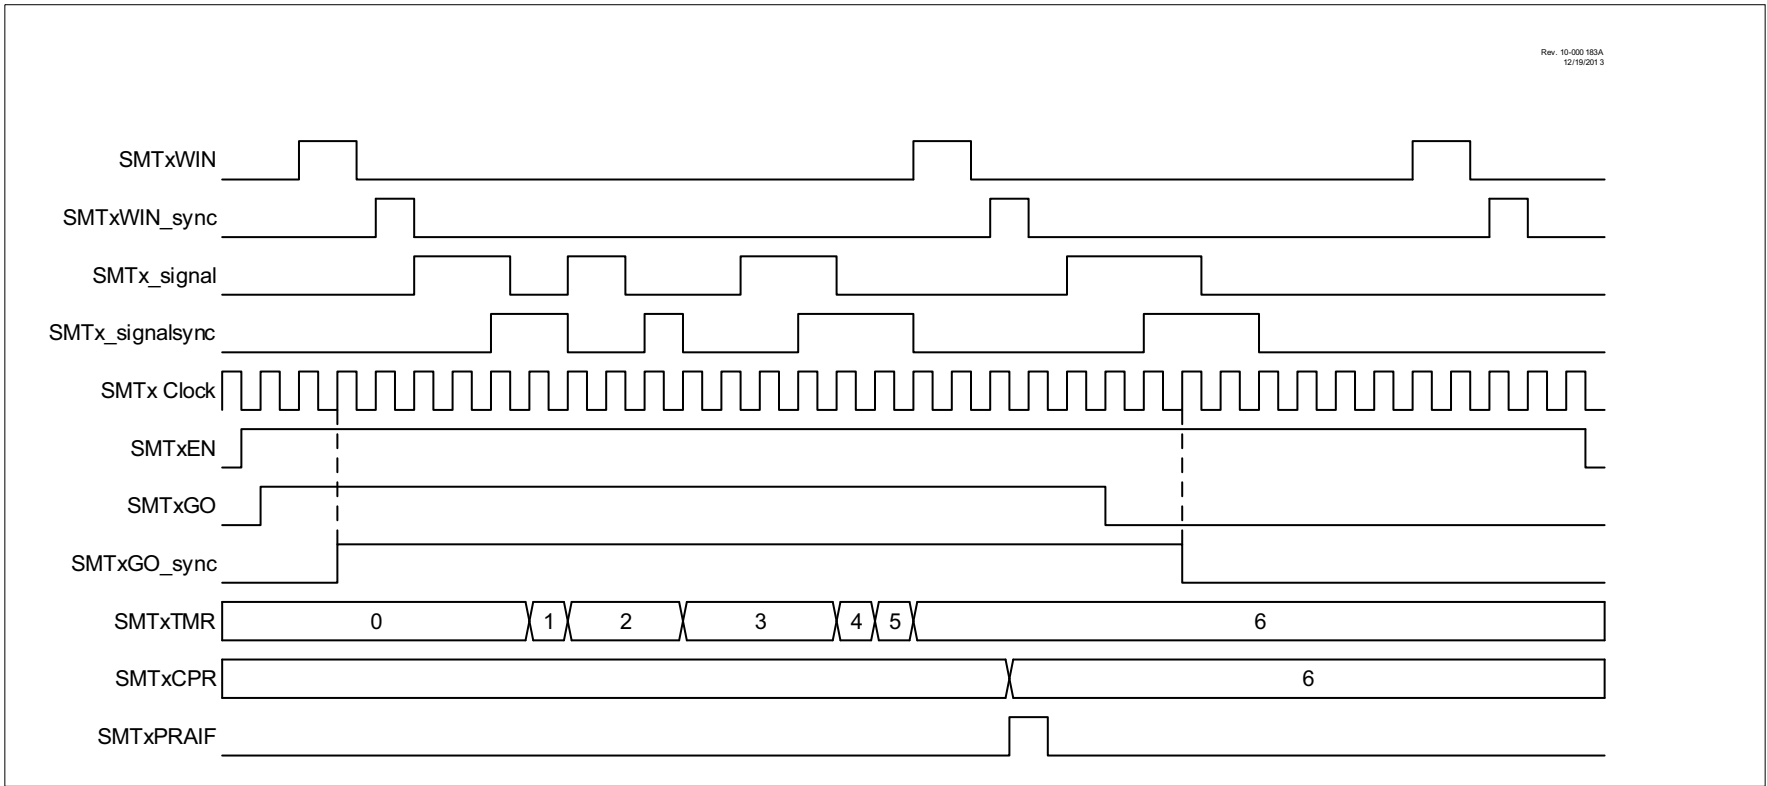 Rev. 10-000 183A
12/19/201 3
SMTxWIN
SMTxWIN_sync
SMTx_signal
SMTx_signalsync
SMTx Clock
SMTxEN
SMTxGO
SMTxGO_sync
SMTxTMR 0 1 2 3 4 5 6
SMTxCPR 6
SMTxPRAIF